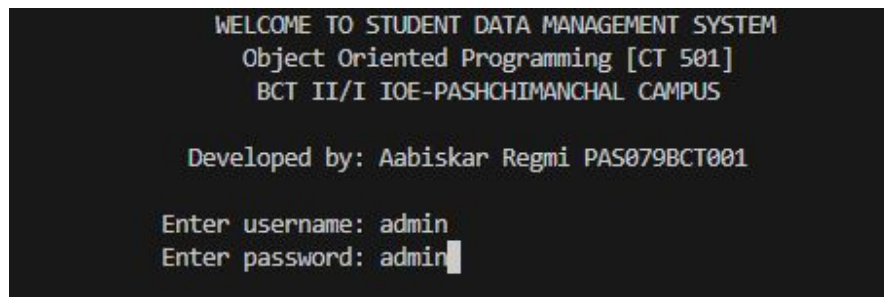 WELCOME TO STUDENT DATA MANAGEMENT SYSTEM
Object Oriented Programming [CT 501]
BCT II/I IOE-PASHCHIMANCHAL CAMPUS
Developed by: Aabiskar Regmi PAS079BCT001
Enter username: admin
Enter password: admin